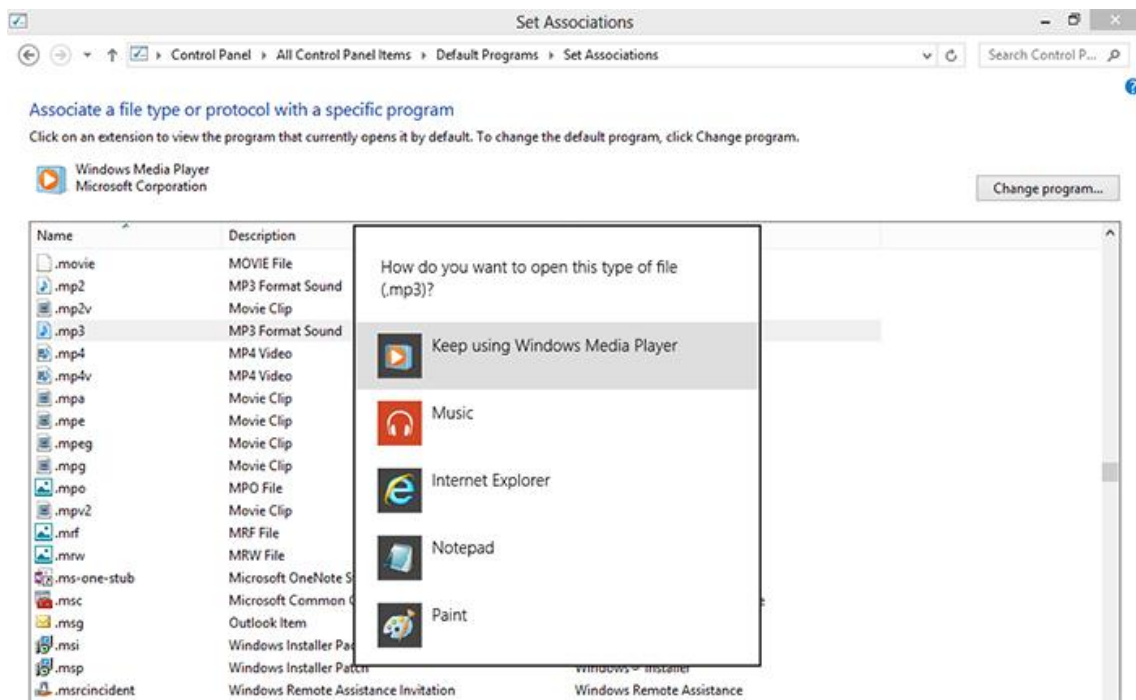 Set Associations
Control Panel › All Control Panel Items › Default Programs › Set Associations
Search Control P...
Associate a file type or protocol with a specific program
Click on an extension to view the program that currently opens it by default. To change the default program, click Change program.
Windows Media Player
Microsoft Corporation
Change program...
Name Description
.movie MOVIE File
.mp2 MP3 Format Sound
.mp2v Movie Clip
.mp3 MP3 Format Sound
.mp4 MP4 Video
.mp4v MP4 Video
.mpa Movie Clip
.mpe Movie Clip
.mpeg Movie Clip
.mpg Movie Clip
.mpo MPO File
.mpv2 Movie Clip
.mrf MRF File
.mrw MRW File
.ms-one-stub Microsoft OneNote S
.msc Microsoft Common
.msg Outlook Item
.msi Windows Installer Pac
.msp Windows Installer Patch
.msrcincident Windows Remote Assistance Invitation Windows Remote Assistance
How do you want to open this type of file
(.mp3)?
Keep using Windows Media Player
Music
Internet Explorer
Notepad
Paint